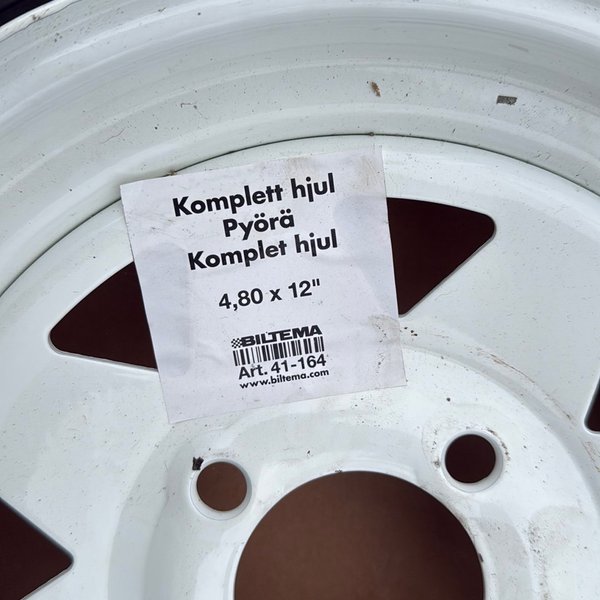 Komplett hjul
Pyörä
Komplet hjul
4,80 x 12"
BILTEMA
Art. 41-164
www.biltema.com